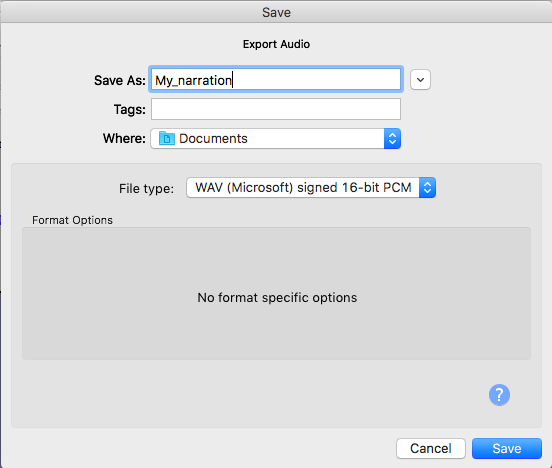 Save
Export Audio
Save As: My_narration
Tags:
Where: Documents
File type: WAV (Microsoft) signed 16-bit PCM
Format Options
No format specific options
?
Cancel Save